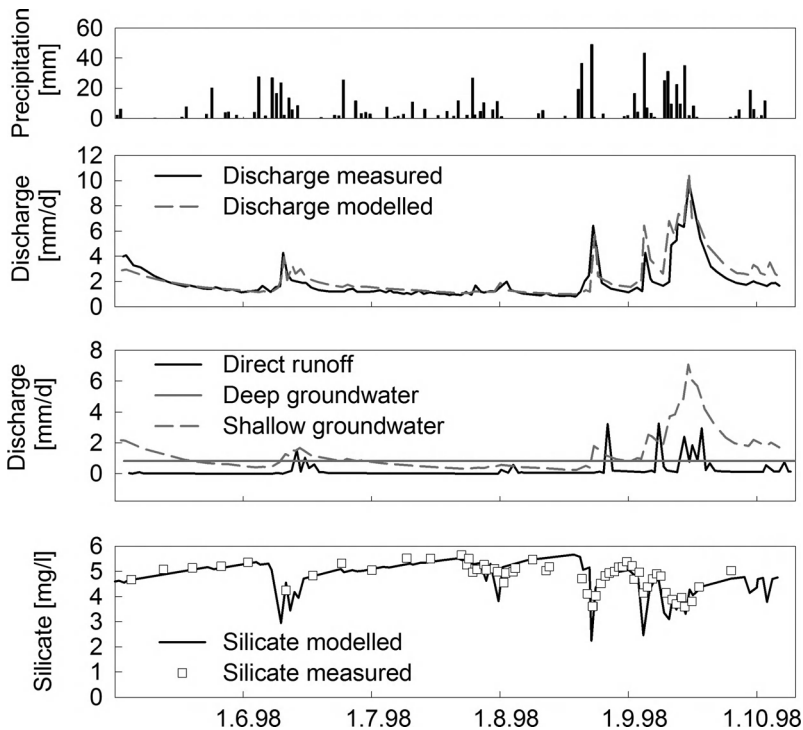 Precipitation
[mm]
60
40
20
0
Discharge
[mm/d]
12
10
8
6
4
2
0
Discharge measured
Discharge modelled
Discharge
[mm/d]
8
6
4
2
0
Direct runoff
Deep groundwater
Shallow groundwater
Silicate [mg/l]
6
5
4
3
2
1
0
Silicate modelled
Silicate measured
1.6.98 1.7.98 1.8.98 1.9.98 1.10.98